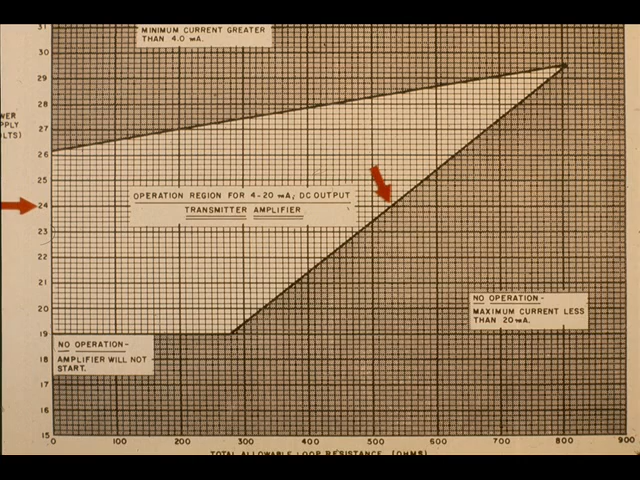 MINIMUM CURRENT GREATER
THAN 4.0 mA.
31
30
29
28
27
26
25
24
23
22
21
20
19
18
17
16
15
WER
PPLY
LTS)
OPERATION REGION FOR 4-20 mA, DC OUTPUT
TRANSMITTER AMPLIFIER
NO OPERATION-
MAXIMUM CURRENT LESS
THAN 20 mA.
NO OPERATION-
AMPLIFIER WILL NOT
START.
0 100 200 300 400 500 600 700 800 900
TOTAL ALLOWABLE LOOP RESISTANCE (OHMS)